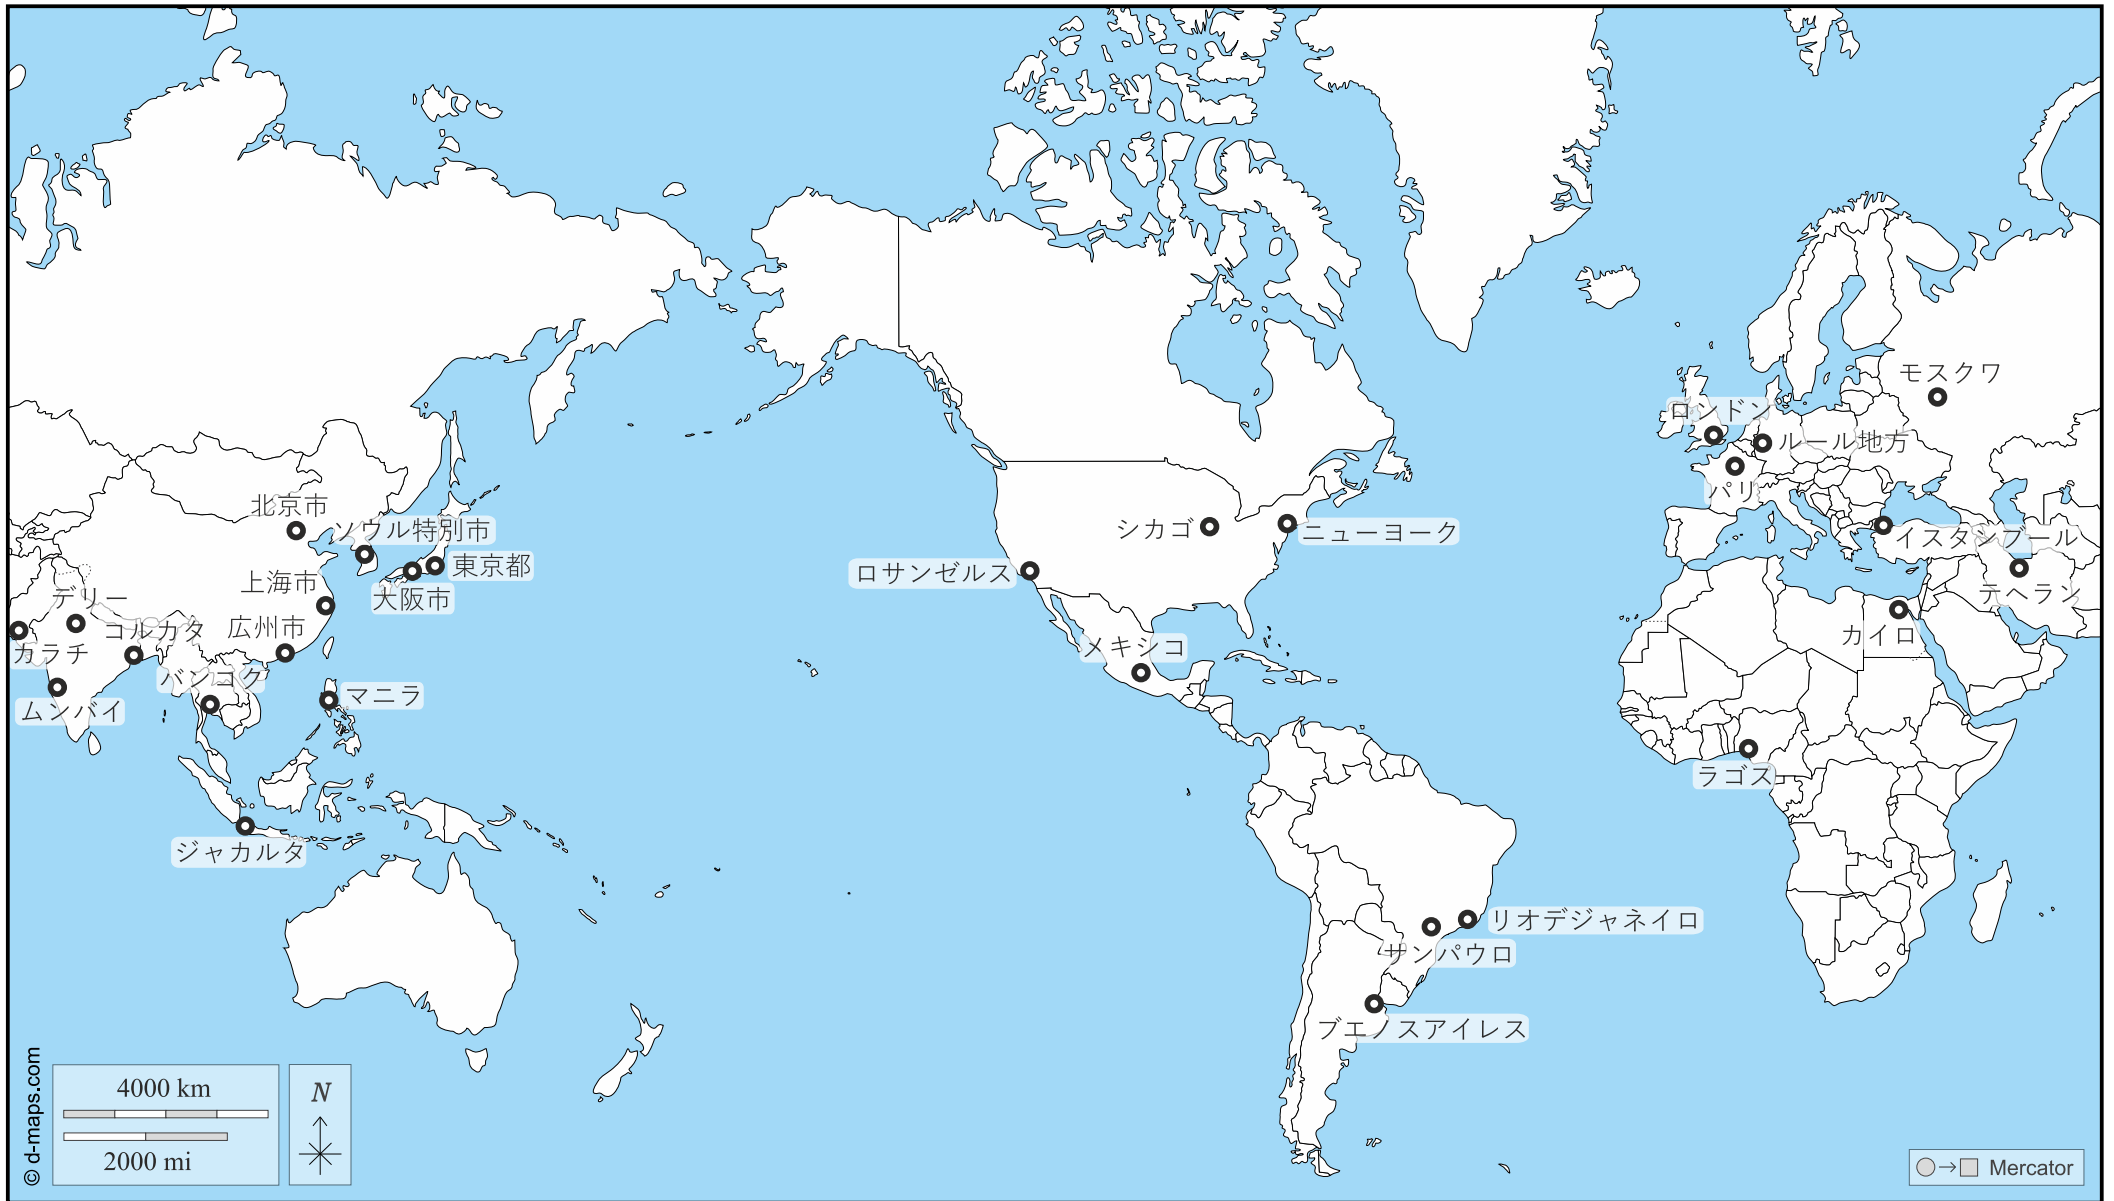 モスクワ
ロンドン
ルール地方
パリ
北京市
ソウル特別市
シカゴ
ニューヨーク
イスタンブール
東京都
ロサンゼルス
上海市
大阪市
テヘラン
デリー
コルカタ
広州市
カイロ
カラチ
メキシコ
バンコク
マニラ
ムンバイ
ラゴス
ジャカルタ
リオデジャネイロ
サンパウロ
ブエノスアイレス
© d-maps.com
4000 km
2000 mi
N
Mercator